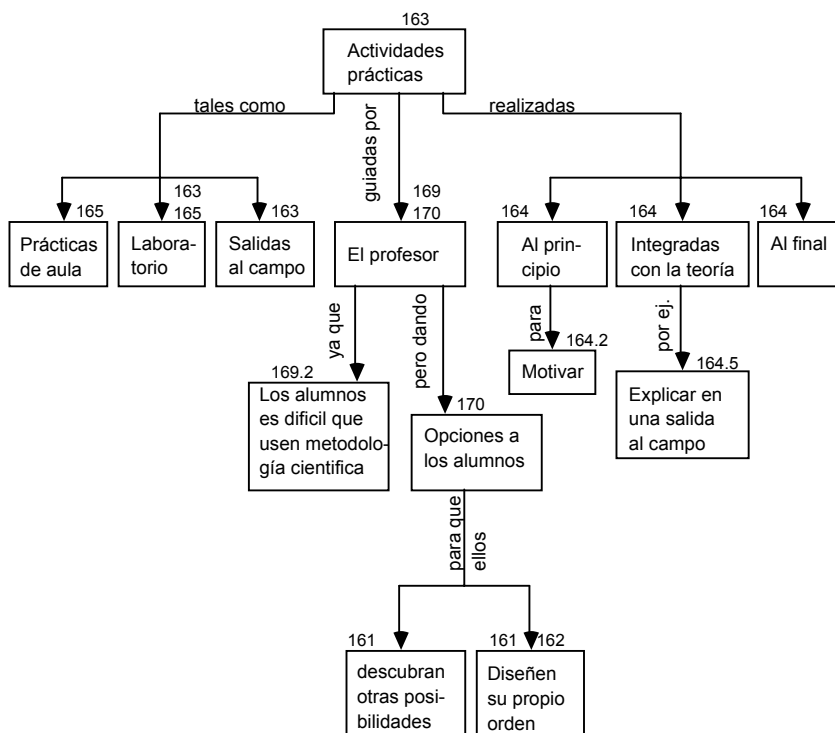 163
Actividades
prácticas
tales como
guiadas por
realizadas
165
Prácticas
de aula
163
165
Labora-
torio
163
Salidas
al campo
169
170
El profesor
164
Al prin-
cipio
164
Integradas
con la teoría
164
Al final
ya que
pero dando
para
por ej.
169.2
Los alumnos
es dificil que
usen metodolo-
gía cientifica
170
Opciones a
los alumnos
164.2
Motivar
164.5
Explicar en
una salida
al campo
para que
ellos
161
descubran
otras posi-
bilidades
161 162
Diseñen
su propio
orden